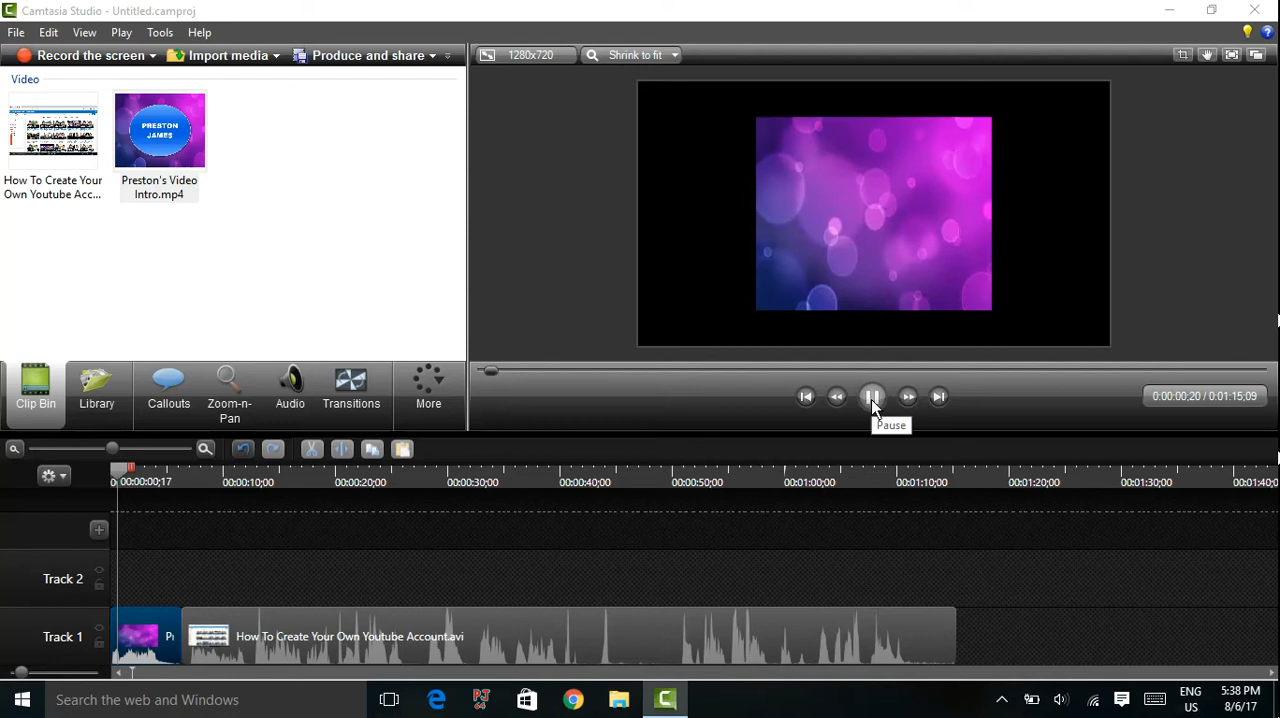 Camtasia Studio - Untitled.camproj
File Edit View Play Tools Help
Record the screen Import media Produce and share
1280x720 Shrink to fit
Video
PRESTON
JAMES
How To Create Your
Own Youtube Acc...
Preston's Video
Intro.mp4
Clip Bin Library Callouts Zoom-n-
Pan Audio Transitions More
0:00:00;20 / 0:01:15;09
Pause
00:00:00;17 00:00:10;00 00:00:20;00 00:00:30;00 00:00:40;00 00:00:50;00 00:01:00;00 00:01:10;00 00:01:20;00 00:01:30;00 00:01:40;0
Track 2
Track 1
How To Create Your Own Youtube Account.avi
Search the web and Windows
PJ
ENG
US
5:38 PM
8/6/17